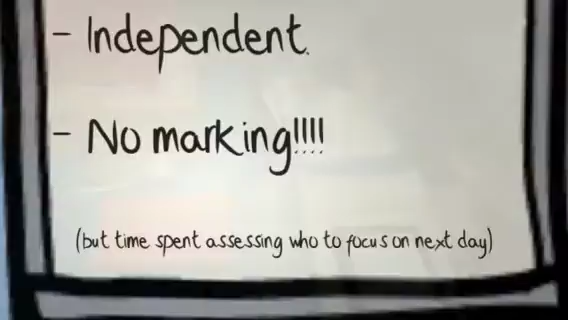 - Independent.
- No marking!!!!
(but time spent assessing who to focus on next day)